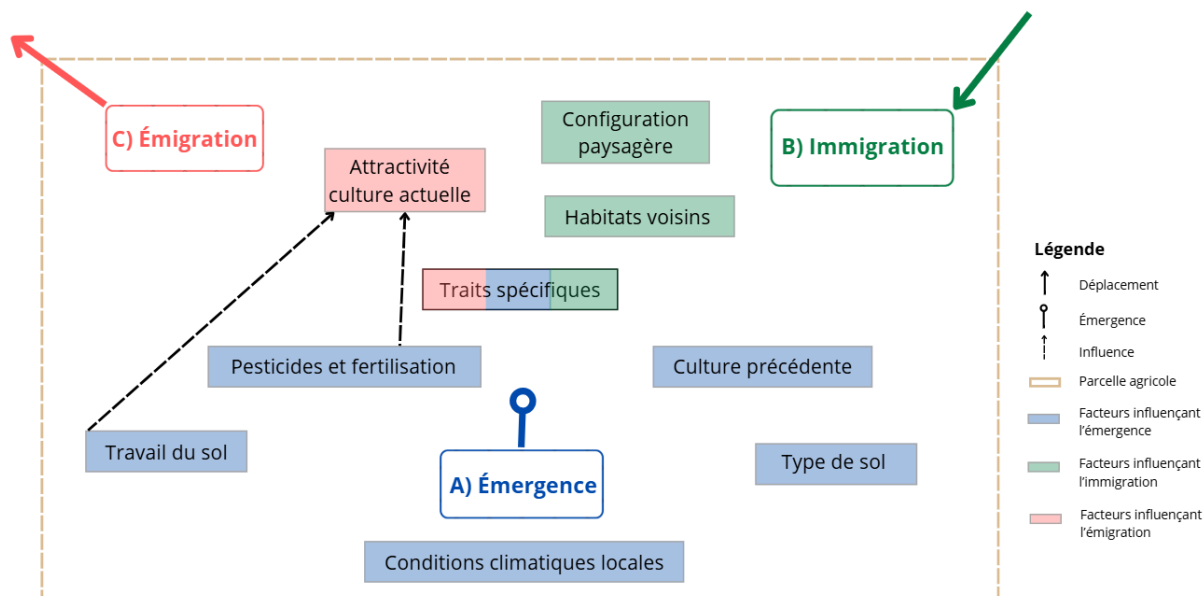 C) Émigration
Configuration
paysagère
B) Immigration
Attractivité
culture actuelle
Habitats voisins
Traits spécifiques
Pesticides et fertilisation
Culture précédente
Travail du sol
Type de sol
A) Émergence
Conditions climatiques locales
Légende
Déplacement
Émergence
Influence
Parcelle agricole
Facteurs influençant
l'émergence
Facteurs influençant
l'immigration
Facteurs influençant
l'émigration